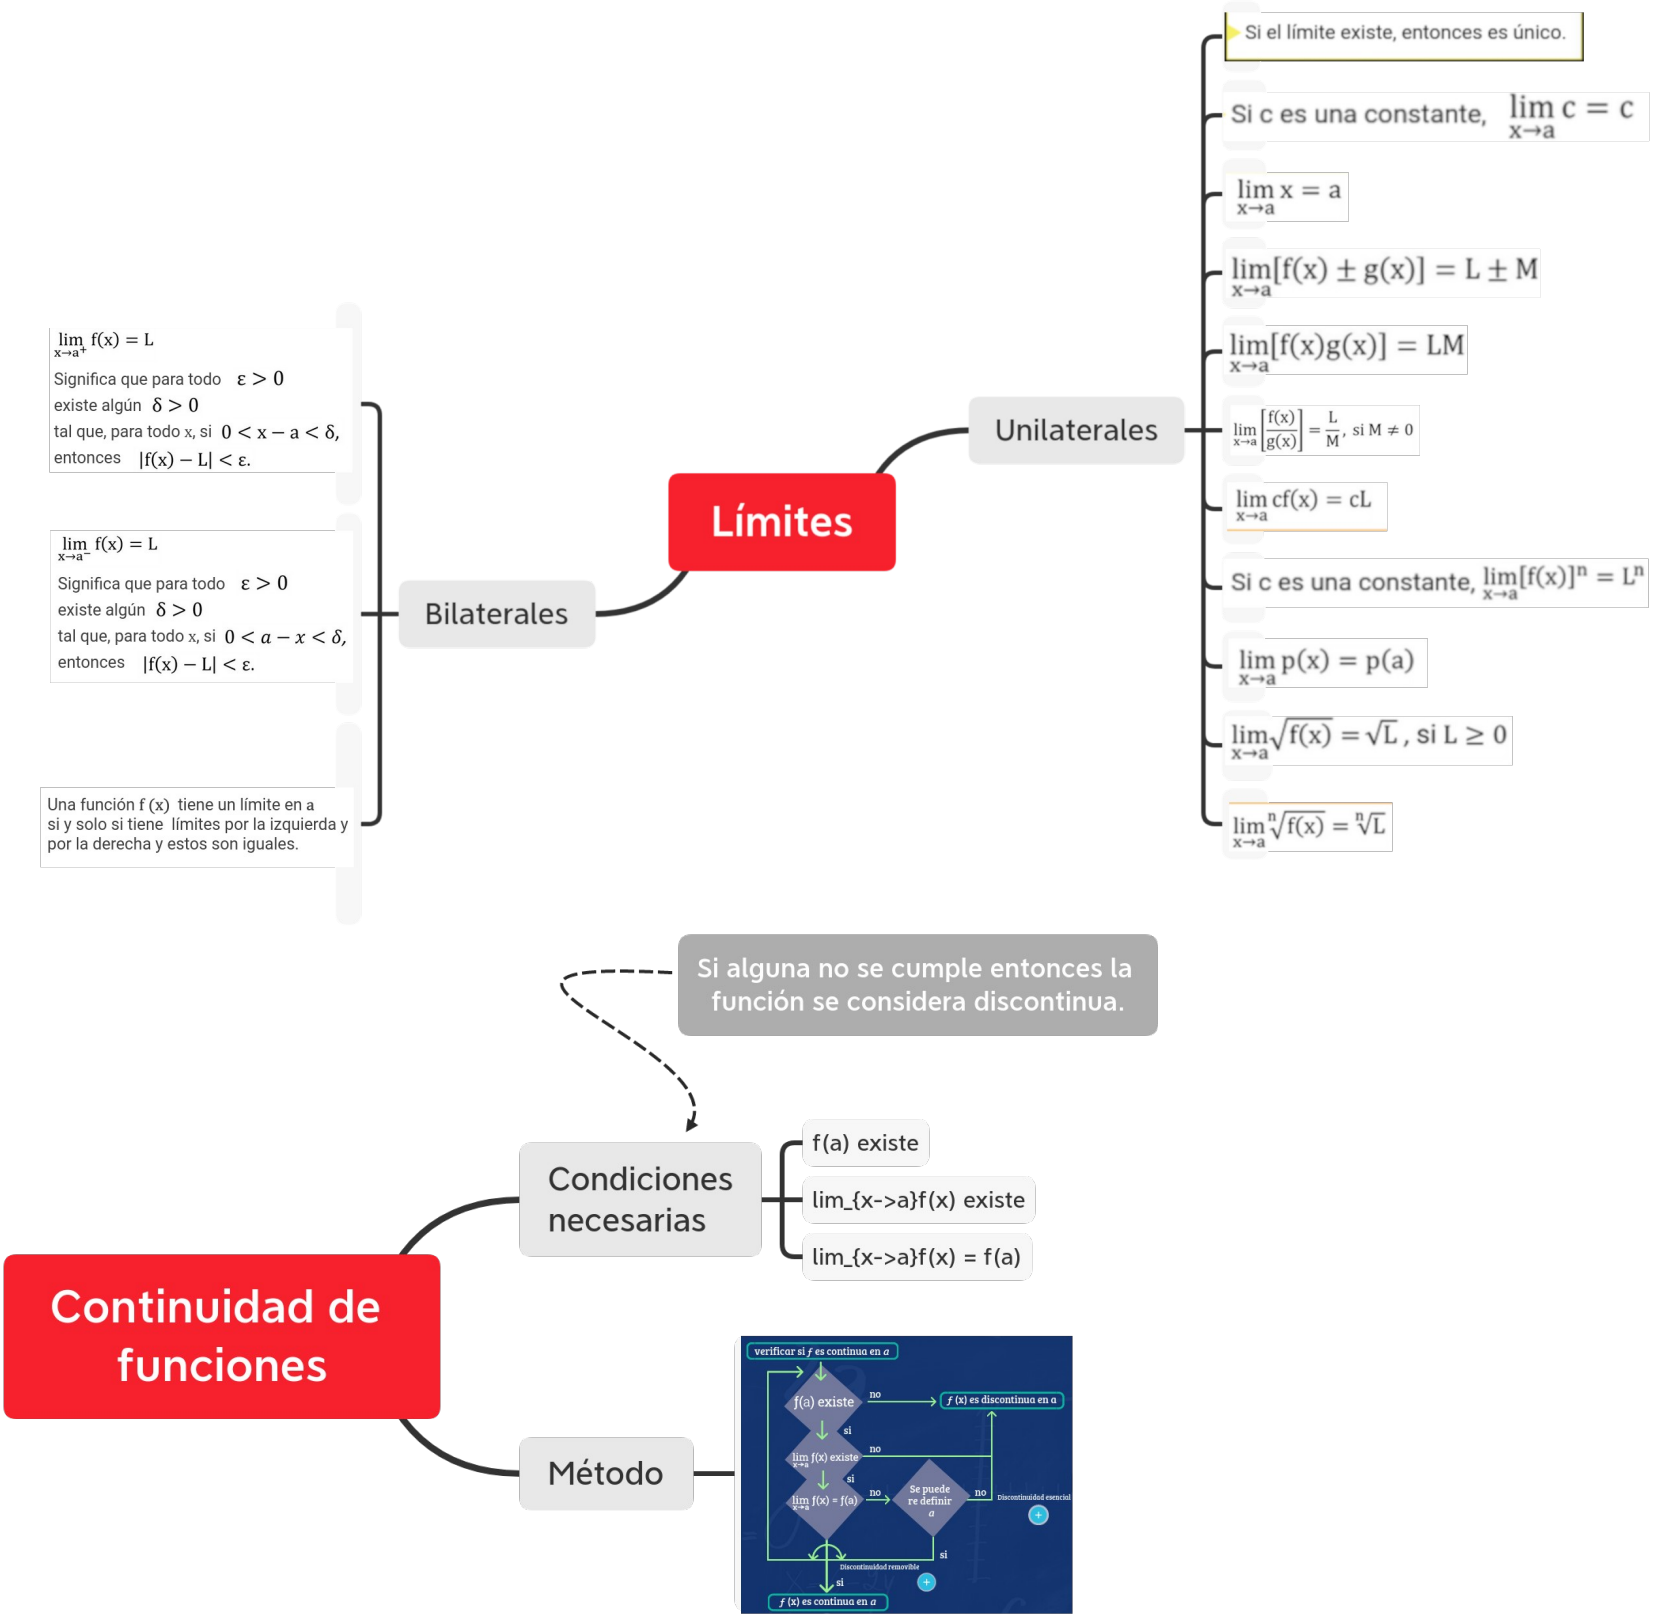 Si el límite existe, entonces es único.
Si c es una constante, lim x→a c = c
lim x→a x = a
lim x→a [f(x) ± g(x)] = L ± M
lim x→a [f(x)g(x)] = LM
lim x→a [f(x)/g(x)] = L/M, si M ≠ 0
lim x→a cf(x) = cL
Si c es una constante, lim x→a [f(x)]ⁿ = Lⁿ
lim x→a p(x) = p(a)
lim x→a √f(x) = √L , si L ≥ 0
lim x→a ⁿ√f(x) = ⁿ√L
Unilaterales
Límites
Bilaterales
lim x→a⁺ f(x) = L
Significa que para todo ε > 0
existe algún δ > 0
tal que, para todo x, si 0 < x − a < δ,
entonces |f(x) − L| < ε.
lim x→a⁻ f(x) = L
Significa que para todo ε > 0
existe algún δ > 0
tal que, para todo x, si 0 < a − x < δ,
entonces |f(x) − L| < ε.
Una función f (x) tiene un límite en a
si y solo si tiene límites por la izquierda y
por la derecha y estos son iguales.
Si alguna no se cumple entonces la
función se considera discontinua.
Condiciones
necesarias
f(a) existe
lim_{x->a}f(x) existe
lim_{x->a}f(x) = f(a)
Continuidad de
funciones
Método
verificar si f es continua en a
f(a) existe
no
f (x) es discontinua en a
si
lim x→a f(x) existe
no
si
lim x→a f(x) = f(a)
no
Se puede
re definir
a
no
Discontinuidad esencial
+
si
Discontinuidad removible
+
si
f (x) es continua en a